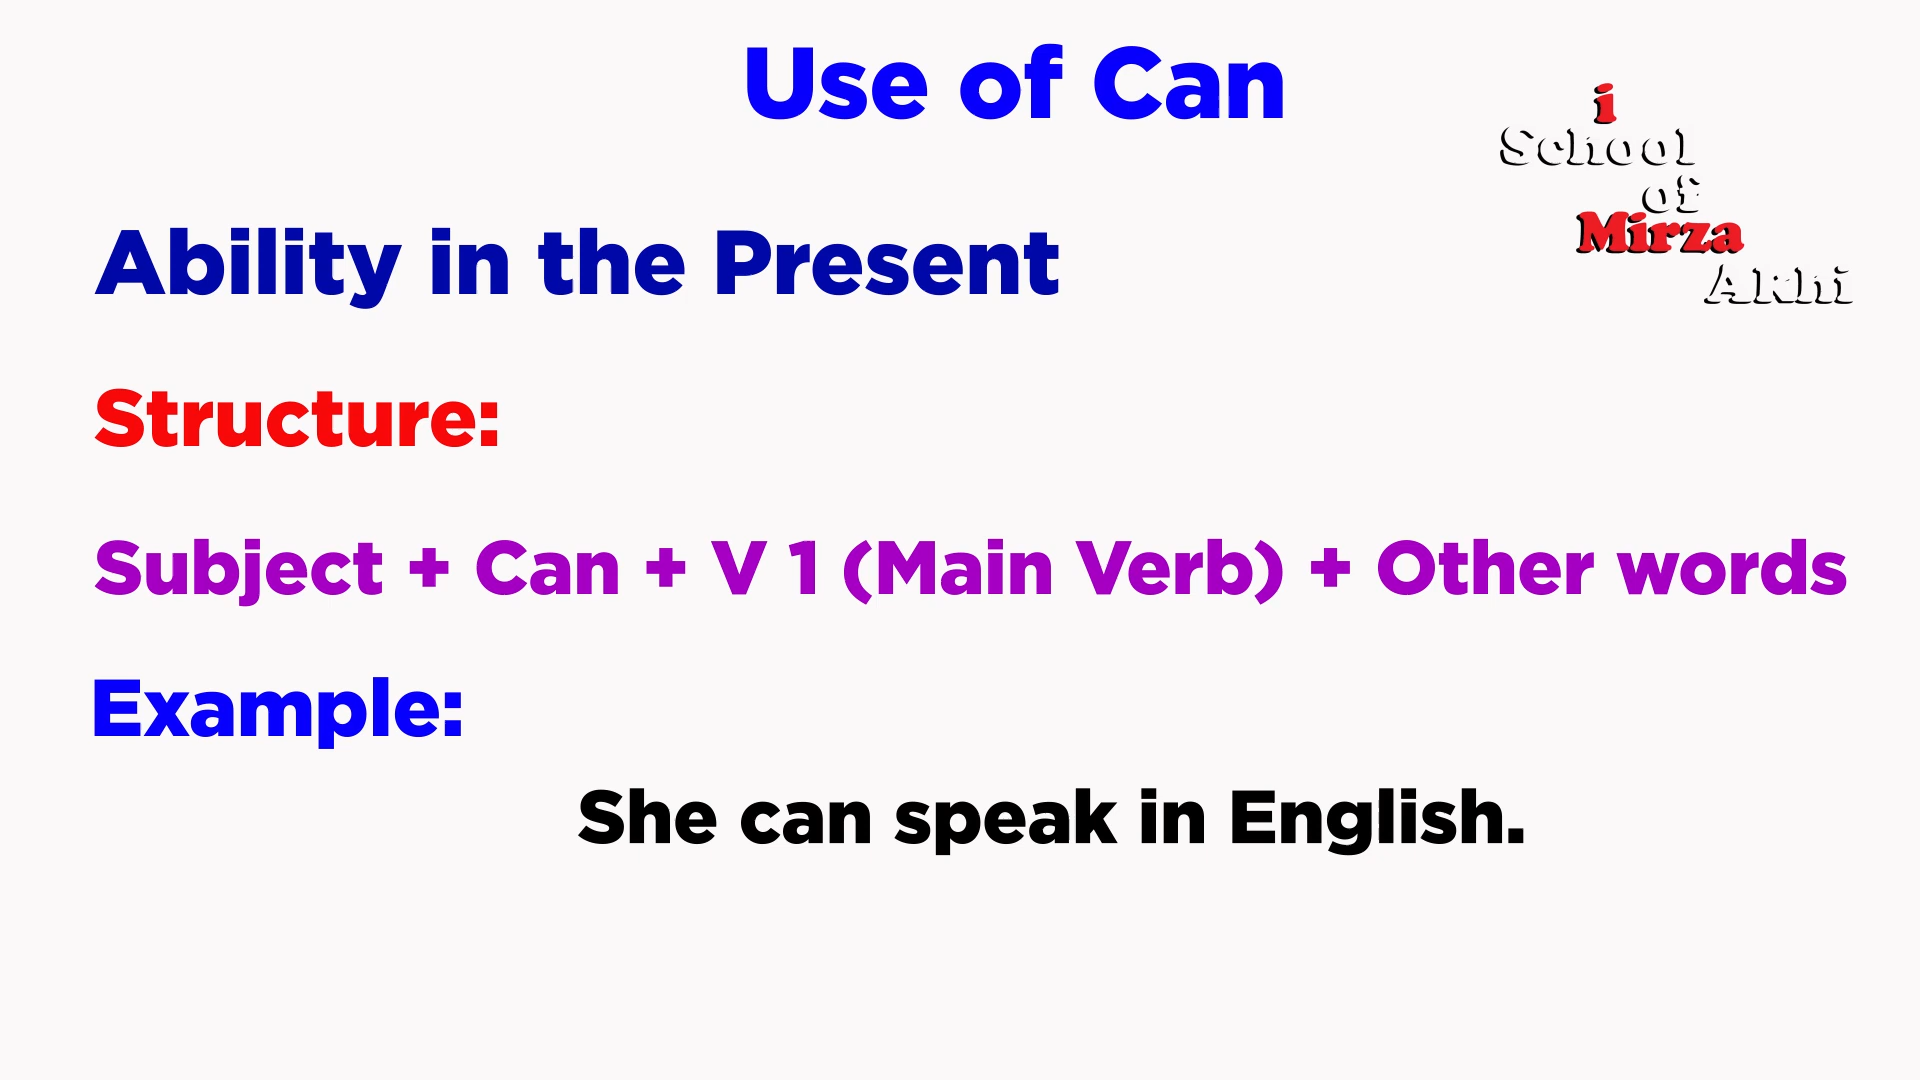 Use of Can
i
School
of
Mirza
Akhi
Ability in the Present
Structure:
Subject + Can + V 1 (Main Verb) + Other words
Example:
She can speak in English.